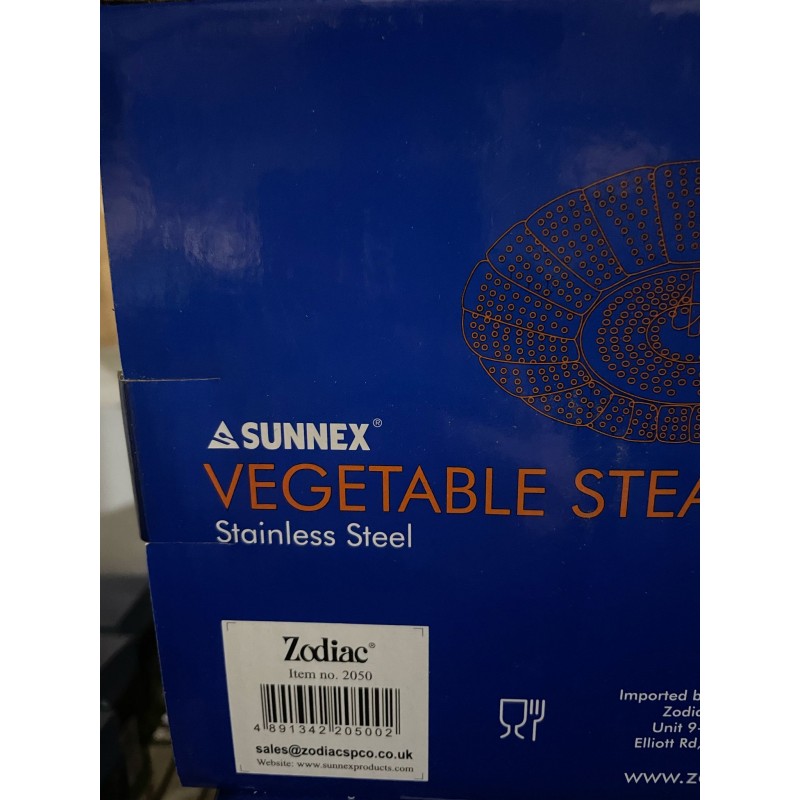 SUNNEX®
VEGETABLE STEA
Stainless Steel
Zodiac®
Item no. 2050
4 891342 205002
sales@zodiacspco.co.uk
Website: www.sunnexproducts.com
Imported b
Zodia
Unit 9-
Elliott Rd,
www.z